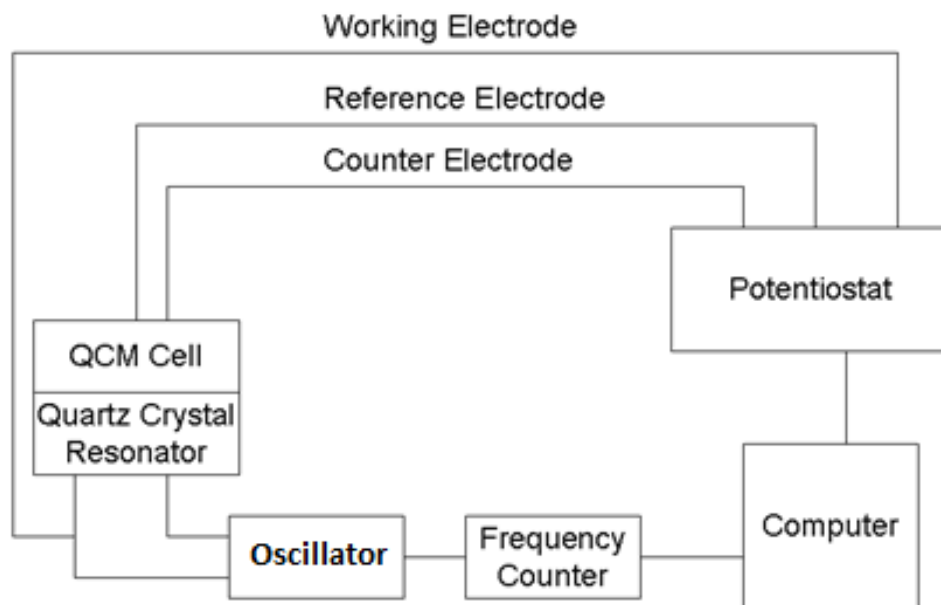 Working Electrode
Reference Electrode
Counter Electrode
Potentiostat
QCM Cell
Quartz Crystal
Resonator
Oscillator
Frequency
Counter
Computer